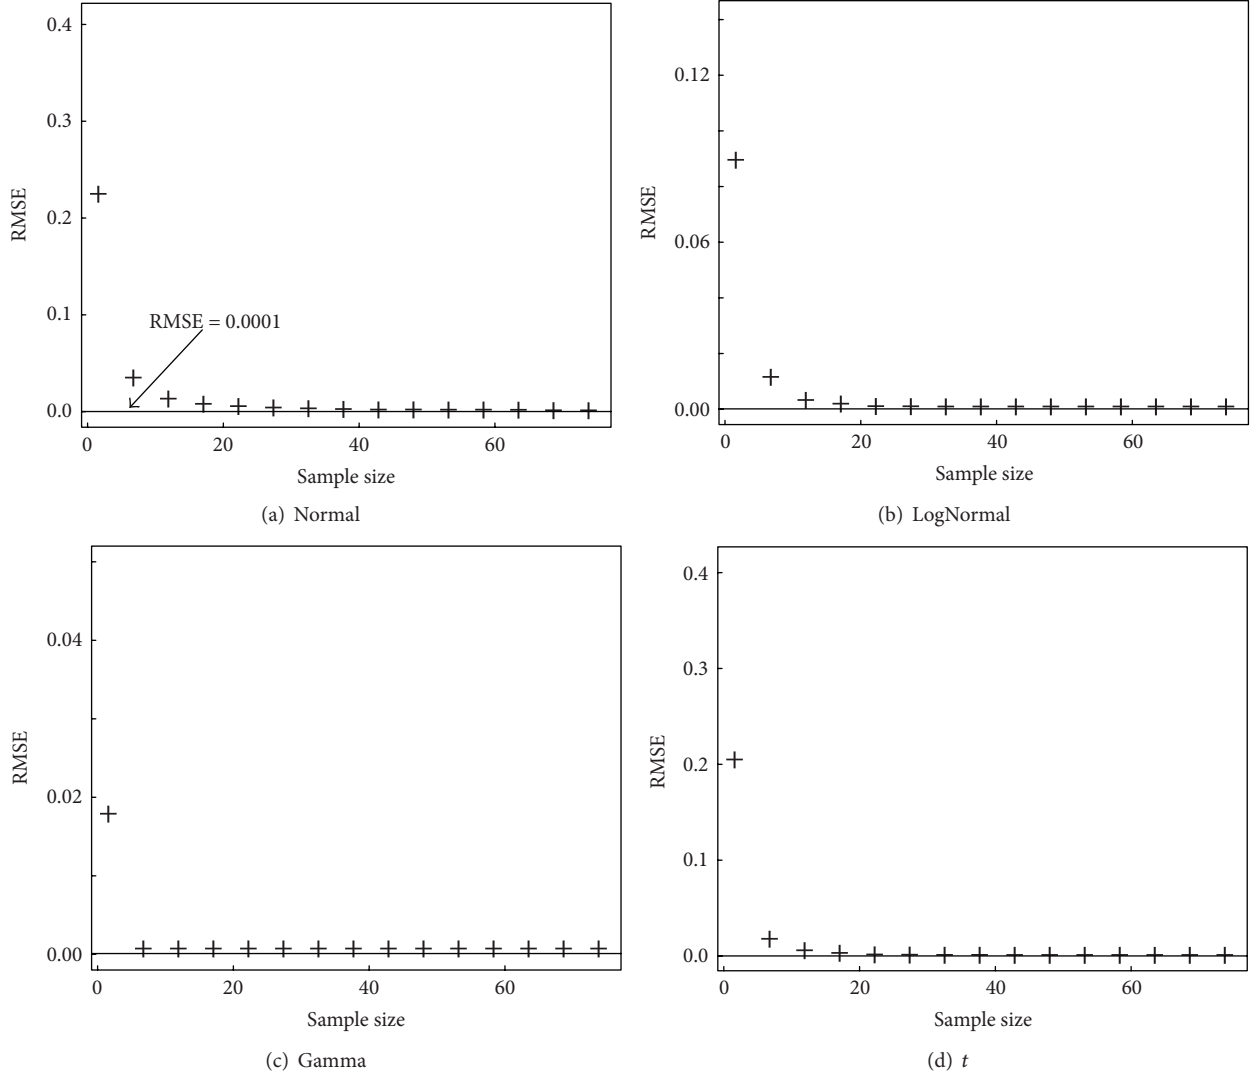 0.4
0.3
0.2
0.1
0.0
RMSE
RMSE = 0.0001
0 20 40 60
Sample size
(a) Normal
0.12
0.06
0.00
RMSE
0 20 40 60
Sample size
(b) LogNormal
0.04
0.02
0.00
RMSE
0 20 40 60
Sample size
(c) Gamma
0.4
0.3
0.2
0.1
0.0
RMSE
0 20 40 60
Sample size
(d) t